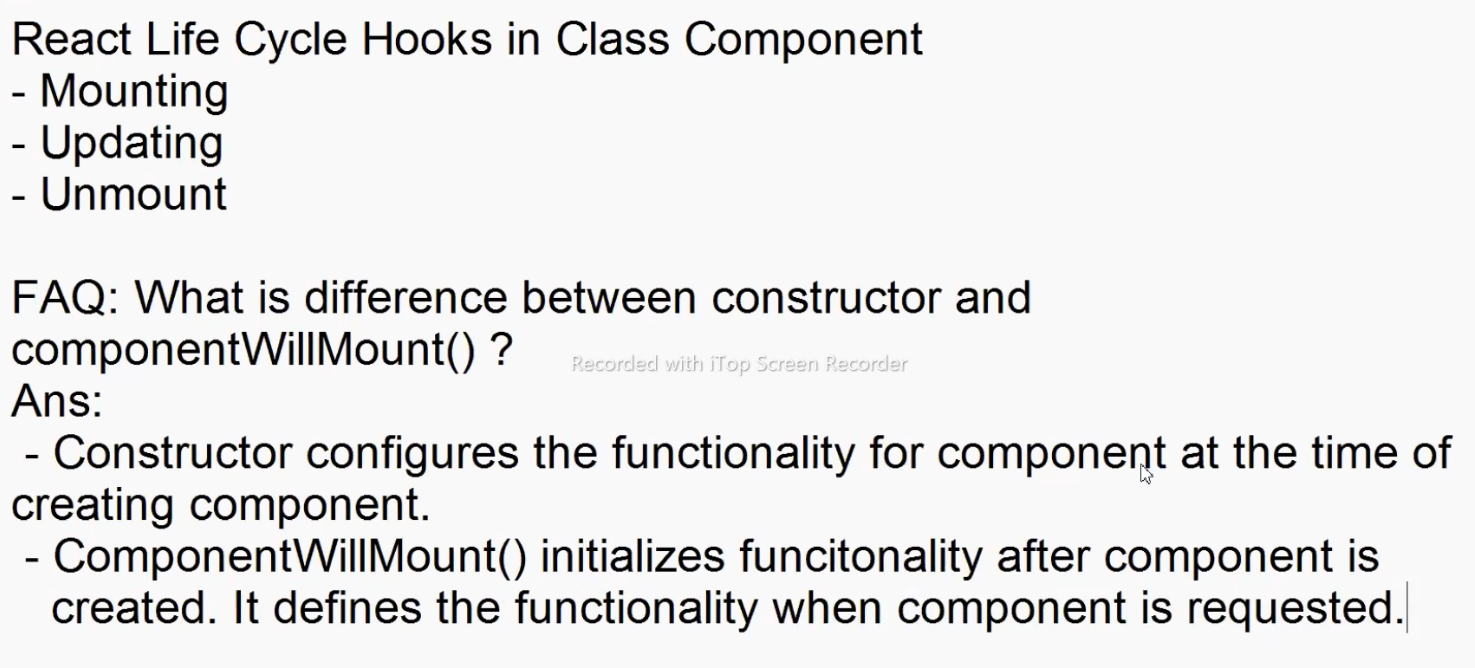 React Life Cycle Hooks in Class Component
- Mounting
- Updating
- Unmount
FAQ: What is difference between constructor and
componentWillMount() ?
Recorded with iTop Screen Recorder
Ans:
- Constructor configures the functionality for component at the time of
creating component.
- ComponentWillMount() initializes funcitonality after component is
created. It defines the functionality when component is requested.